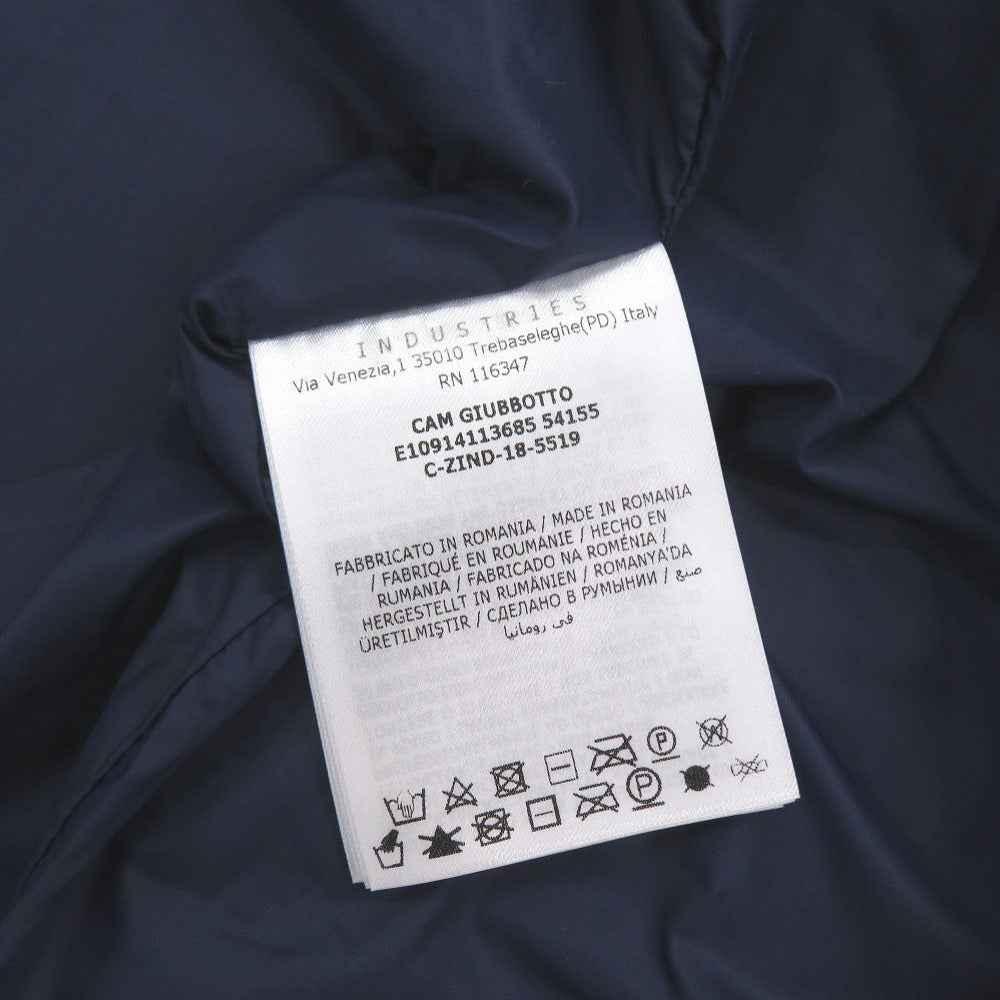 INDUSTRIES
Via Venezia,1 35010 Trebaseleghe(PD) Italy
RN 116347
CAM GIUBBOTTO
E10914113685 54155
C-ZIND-18-5519
FABBRICATO IN ROMANIA / MADE IN ROMANIA
/ FABRIQUÉ EN ROUMANIE / HECHO EN
RUMANIA / FABRICADO NA ROMÉNIA /
HERGESTELLT IN RUMÄNIEN / ROMANYA'DA
ÜRETILMIŞTIR / СДЕЛАНО В РУМЫНИИ / صنع
في رومانيا
P W
P